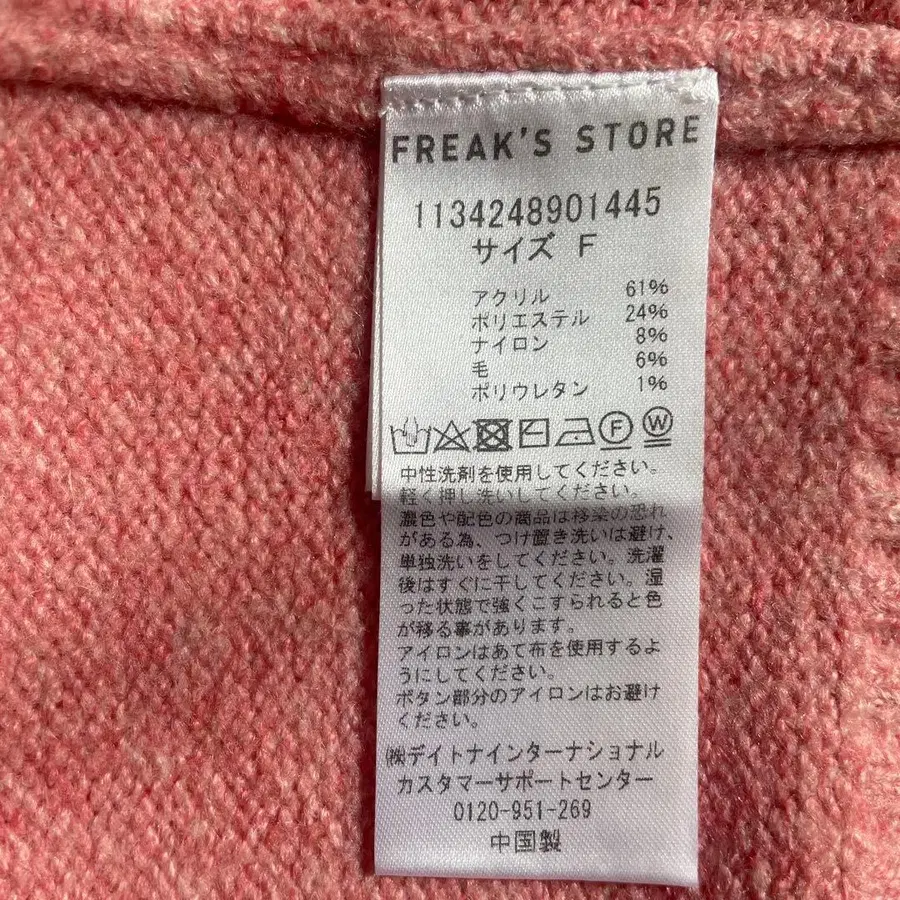 FREAK'S STORE
1134248901445
サイズ F
アクリル 61%
ポリエステル 24%
ナイロン 8%
毛 6%
ポリウレタン 1%
F W
中性洗剤を使用してください。
軽く押し洗いしてください。
濃色や配色の商品は移染の恐れ
がある為、つけ置き洗いは避け、
単独洗いをしてください。洗濯
後はすぐに干してください。湿
った状態で強くこすられると色
が移る事があります。
アイロンはあて布を使用するよ
うにしてください。
ボタン部分のアイロンはお避け
ください。
㈱デイトナインターナショナル
カスタマーサポートセンター
0120-951-269
中国製